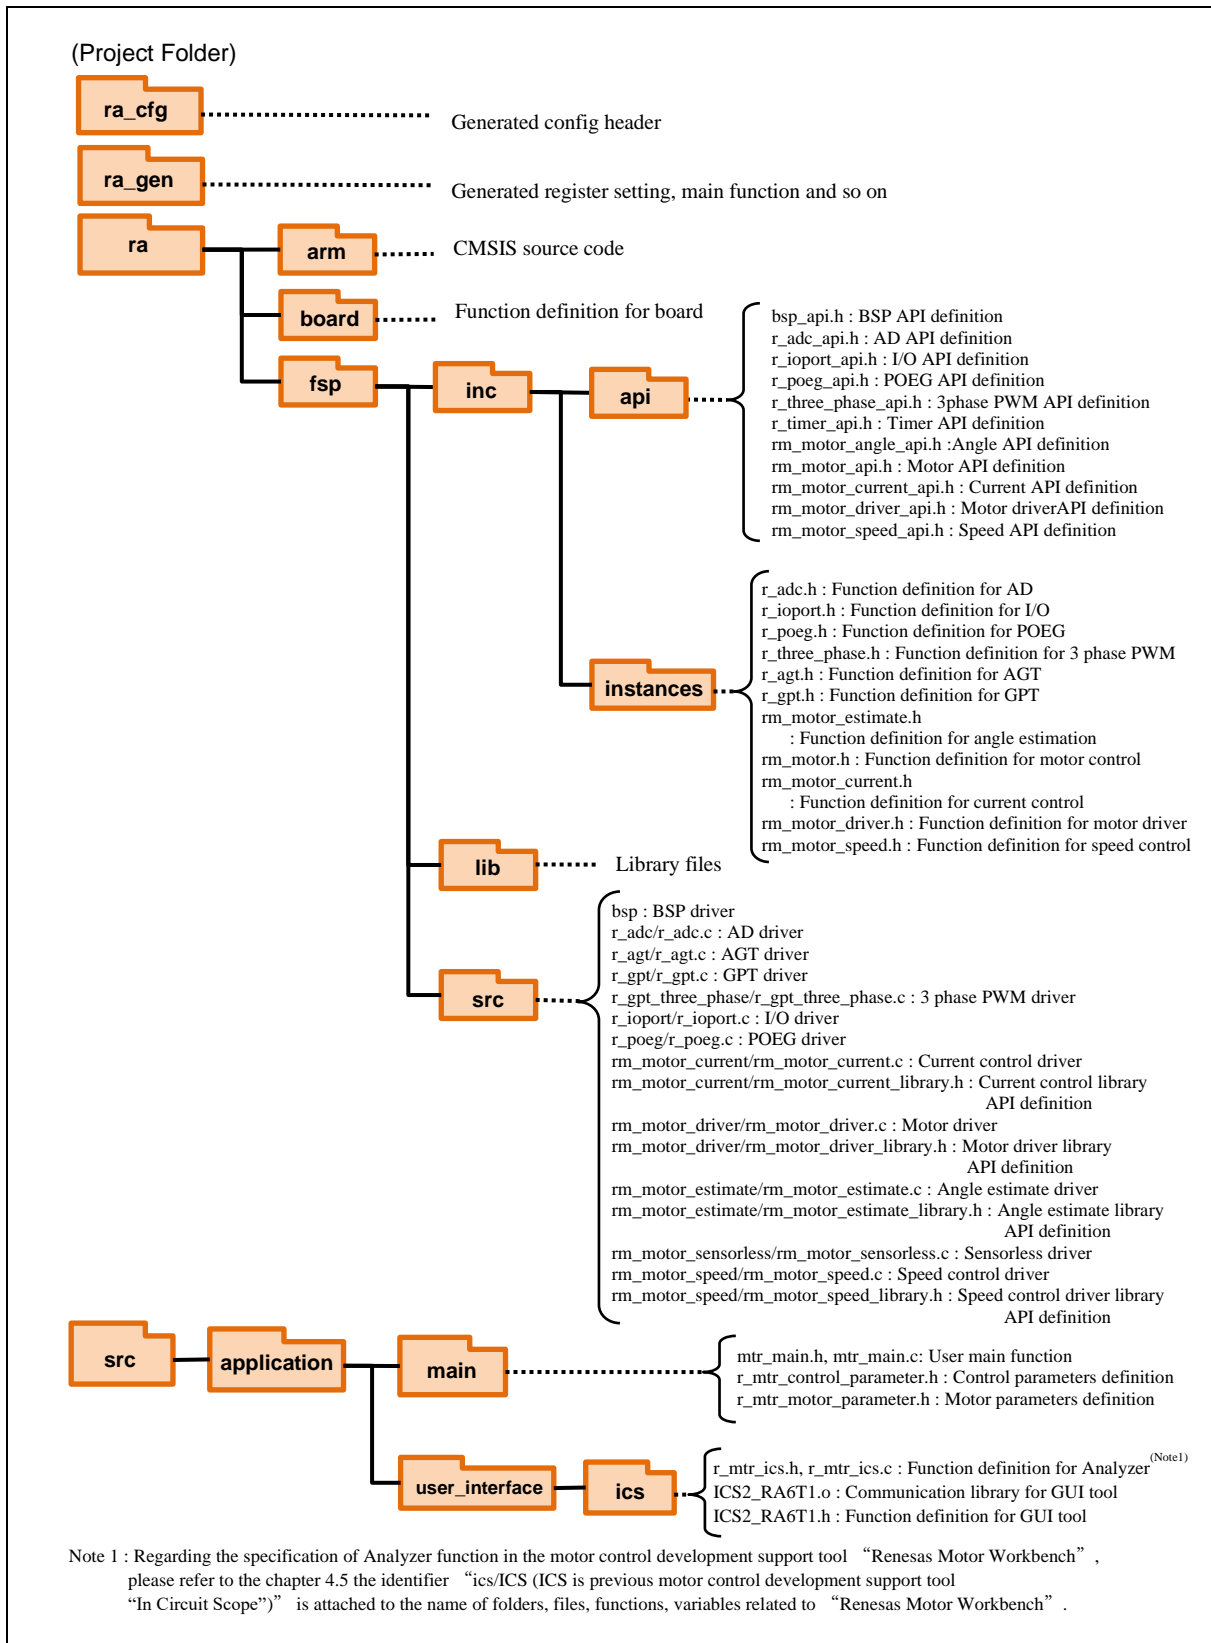 (Project Folder)
ra_cfg
Generated config header
ra_gen
Generated register setting, main function and so on
ra
arm
CMSIS source code
board
Function definition for board
fsp
inc
api
bsp_api.h : BSP API definition
r_adc_api.h : AD API definition
r_ioport_api.h : I/O API definition
r_poeg_api.h : POEG API definition
r_three_phase_api.h : 3phase PWM API definition
r_timer_api.h : Timer API definition
rm_motor_angle_api.h :Angle API definition
rm_motor_api.h : Motor API definition
rm_motor_current_api.h : Current API definition
rm_motor_driver_api.h : Motor driverAPI definition
rm_motor_speed_api.h : Speed API definition
instances
r_adc.h : Function definition for AD
r_ioport.h : Function definition for I/O
r_poeg.h : Function definition for POEG
r_three_phase.h : Function definition for 3 phase PWM
r_agt.h : Function definition for AGT
r_gpt.h : Function definition for GPT
rm_motor_estimate.h
: Function definition for angle estimation
rm_motor.h : Function definition for motor control
rm_motor_current.h
: Function definition for current control
rm_motor_driver.h : Function definition for motor driver
rm_motor_speed.h : Function definition for speed control
lib
Library files
src
bsp : BSP driver
r_adc/r_adc.c : AD driver
r_agt/r_agt.c : AGT driver
r_gpt/r_gpt.c : GPT driver
r_gpt_three_phase/r_gpt_three_phase.c : 3 phase PWM driver
r_ioport/r_ioport.c : I/O driver
r_poeg/r_poeg.c : POEG driver
rm_motor_current/rm_motor_current.c : Current control driver
rm_motor_current/rm_motor_current_library.h : Current control library
API definition
rm_motor_driver/rm_motor_driver.c : Motor driver
rm_motor_driver/rm_motor_driver_library.h : Motor driver library
API definition
rm_motor_estimate/rm_motor_estimate.c : Angle estimate driver
rm_motor_estimate/rm_motor_estimate_library.h : Angle estimate library
API definition
rm_motor_sensorless/rm_motor_sensorless.c : Sensorless driver
rm_motor_speed/rm_motor_speed.c : Speed control driver
rm_motor_speed/rm_motor_speed_library.h : Speed control driver library
API definition
src
application
main
mtr_main.h, mtr_main.c: User main function
r_mtr_control_parameter.h : Control parameters definition
r_mtr_motor_parameter.h : Motor parameters definition
user_interface
ics
r_mtr_ics.h, r_mtr_ics.c : Function definition for Analyzer (Note1)
ICS2_RA6T1.o : Communication library for GUI tool
ICS2_RA6T1.h : Function definition for GUI tool
Note 1 : Regarding the specification of Analyzer function in the motor control development support tool “Renesas Motor Workbench”,
please refer to the chapter 4.5 the identifier “ics/ICS (ICS is previous motor control development support tool
“In Circuit Scope”)” is attached to the name of folders, files, functions, variables related to “Renesas Motor Workbench”.